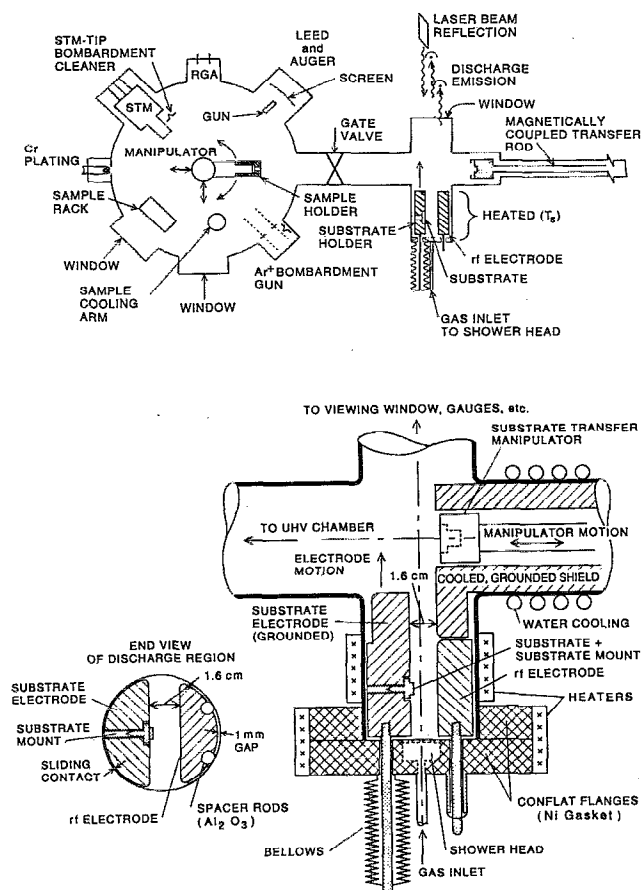 LASER BEAM
REFLECTION
DISCHARGE
EMISSION
WINDOW
MAGNETICALLY
COUPLED TRANSFER
ROD
LEED
and
AUGER
SCREEN
STM-TIP
BOMBARDMENT
CLEANER
RGA
STM
GUN
GATE
VALVE
Cr
PLATING
MANIPULATOR
SAMPLE
RACK
SAMPLE
HOLDER
SUBSTRATE
HOLDER
HEATED (Ts)
rf ELECTRODE
SUBSTRATE
WINDOW
SAMPLE
COOLING
ARM
WINDOW
Ar+ BOMBARDMENT
GUN
GAS INLET
TO SHOWER HEAD
TO VIEWING WINDOW, GAUGES, etc.
SUBSTRATE TRANSFER
MANIPULATOR
TO UHV CHAMBER
MANIPULATOR
MOTION
ELECTRODE
MOTION
1.6 cm
COOLED, GROUNDED SHIELD
SUBSTRATE
ELECTRODE
(GROUNDED)
WATER COOLING
END VIEW
OF DISCHARGE REGION
1.6 cm
SUBSTRATE
ELECTRODE
SUBSTRATE
MOUNT
SLIDING
CONTACT
1 mm
GAP
rf ELECTRODE
SPACER RODS
(Al2 O3)
SUBSTRATE +
SUBSTRATE MOUNT
rf ELECTRODE
HEATERS
CONFLAT FLANGES
(Ni Gasket)
BELLOWS
SHOWER HEAD
GAS INLET